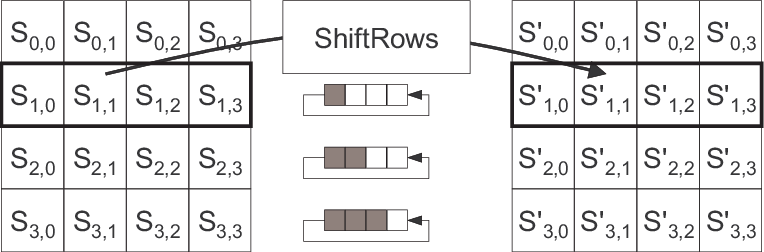 S0,0 S0,1 S0,2 S0,3 ShiftRows S'0,0 S'0,1 S'0,2 S'0,3
S1,0 S1,1 S1,2 S1,3 S'1,0 S'1,1 S'1,2 S'1,3
S2,0 S2,1 S2,2 S2,3 S'2,0 S'2,1 S'2,2 S'2,3
S3,0 S3,1 S3,2 S3,3 S'3,0 S'3,1 S'3,2 S'3,3